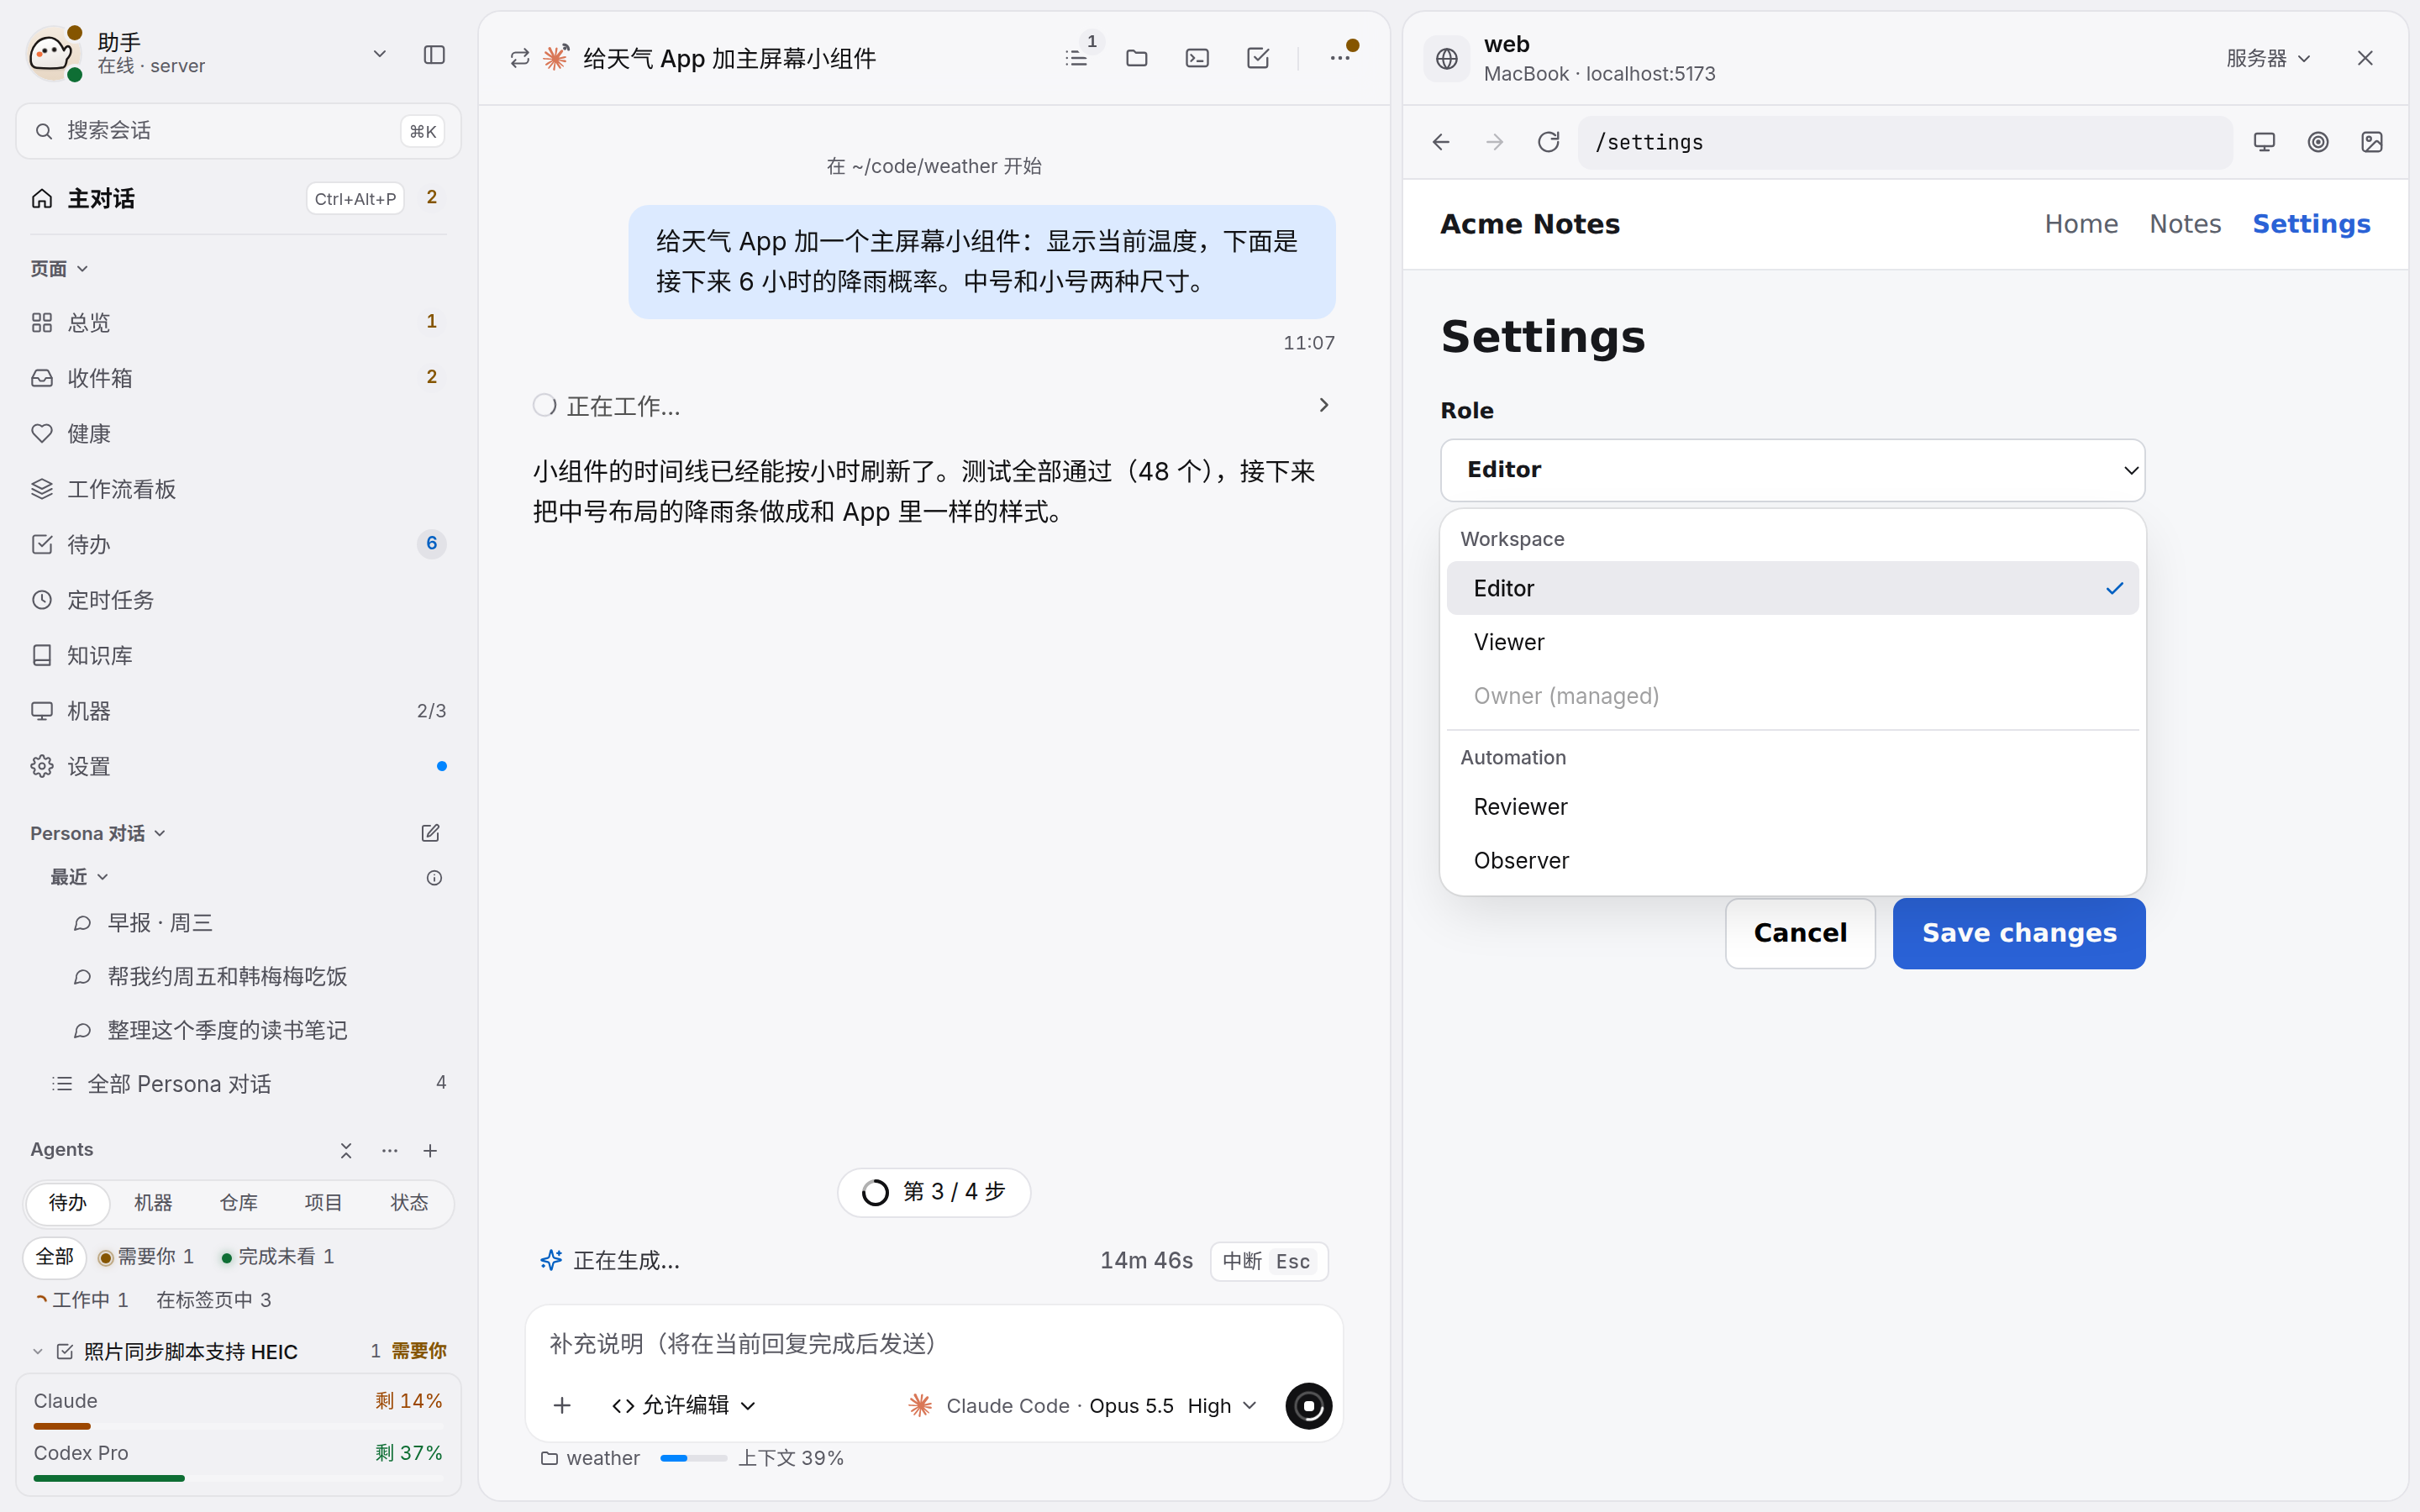 助手
在线 · server
搜索会话 ⌘K
主对话 Ctrl+Alt+P 2
页面
总览 1
收件箱 2
健康
工作流看板
待办 6
定时任务
知识库
机器 2/3
设置
Persona 对话
最近
早报 · 周三
帮我约周五和韩梅梅吃饭
整理这个季度的读书笔记
全部 Persona 对话 4
Agents
待办 机器 仓库 项目 状态
全部 需要你 1 完成未看 1
工作中 1 在标签页中 3
照片同步脚本支持 HEIC 1 需要你
Claude 剩 14%
Codex Pro 剩 37%
给天气 App 加主屏幕小组件 1
在 ~/code/weather 开始
给天气 App 加一个主屏幕小组件：显示当前温度，下面是
接下来 6 小时的降雨概率。中号和小号两种尺寸。
11:07
正在工作...
小组件的时间线已经能按小时刷新了。测试全部通过（48 个），接下来
把中号布局的降雨条做成和 App 里一样的样式。
第 3 / 4 步
正在生成... 14m 46s 中断 Esc
补充说明（将在当前回复完成后发送）
允许编辑 Claude Code · Opus 5.5 High
weather 上下文 39%
web
MacBook · localhost:5173
服务器
/settings
Acme Notes Home Notes Settings
Settings
Role
Editor
Workspace
Editor
Viewer
Owner (managed)
Automation
Reviewer
Observer
Cancel Save changes